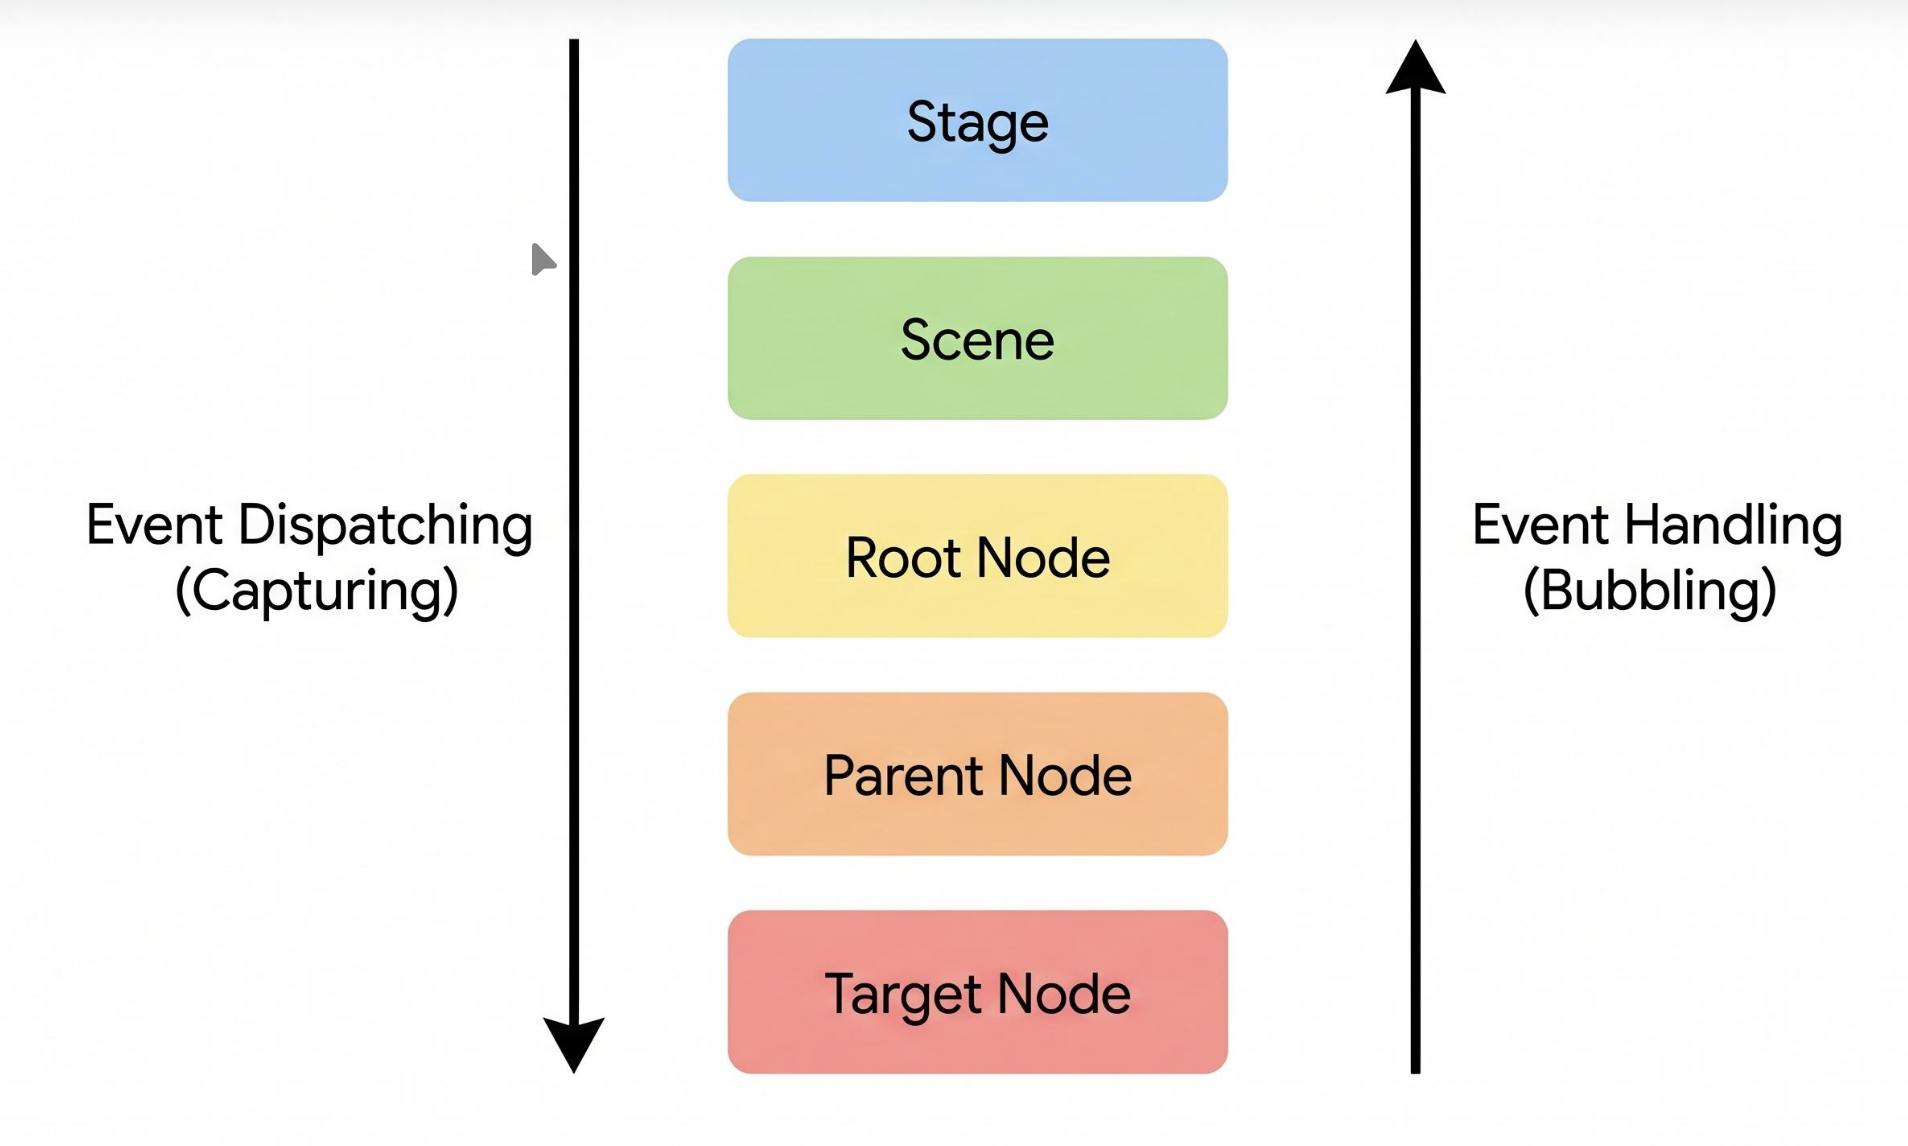 Stage
Scene
Event Dispatching
(Capturing)
Root Node
Event Handling
(Bubbling)
Parent Node
Target Node